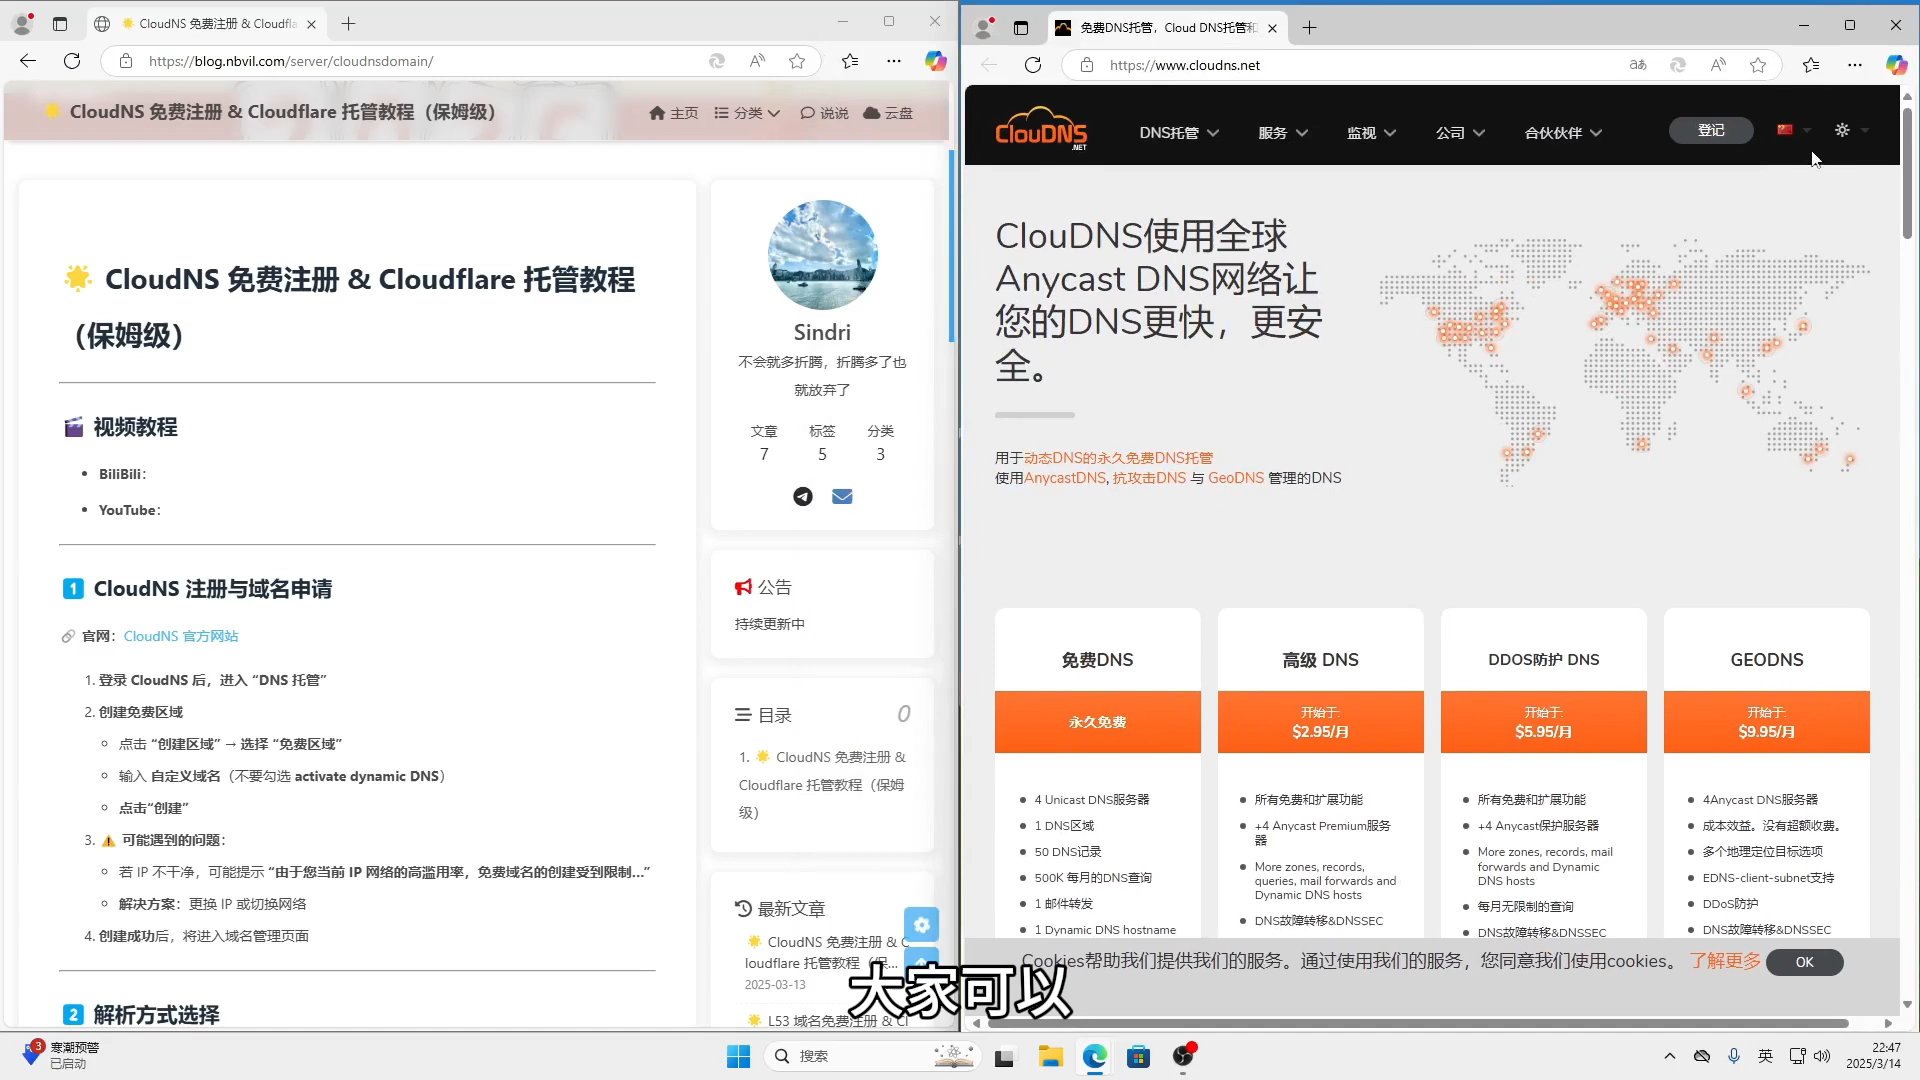 CloudNS 免费注册 & Cloudfla
https://blog.nbvil.com/server/cloudnsdomain/
CloudNS 免费注册 & Cloudflare 托管教程（保姆级）
主页
分类
说说
云盘
CloudNS 免费注册 & Cloudflare 托管教程
（保姆级）
视频教程
BiliBili：
YouTube：
1 CloudNS 注册与域名申请
官网：CloudNS 官方网站
1. 登录 CloudNS 后，进入 “DNS 托管”
2. 创建免费区域
点击 “创建区域” → 选择 “免费区域”
输入 自定义域名（不要勾选 activate dynamic DNS）
点击“创建”
3. ⚠️ 可能遇到的问题：
若 IP 不干净，可能提示 “由于您当前 IP 网络的高滥用率，免费域名的创建受到限制...”
解决方案：更换 IP 或切换网络
4. 创建成功后，将进入域名管理页面
2 解析方式选择
Sindri
不会就多折腾，折腾多了也
就放弃了
文章 标签 分类
7 5 3
公告
持续更新中
目录 0
1. CloudNS 免费注册 &
Cloudflare 托管教程（保姆
级）
最新文章
CloudNS 免费注册 & C
loudflare 托管教程（保...
2025-03-13
L53 域名免费注册 & Cl
免费DNS托管，Cloud DNS托管和
https://www.cloudns.net
aあ
ClouDNS
.NET
DNS托管
服务
监视
公司
合伙伙伴
登记
ClouDNS使用全球
Anycast DNS网络让
您的DNS更快，更安
全。
用于动态DNS的永久免费DNS托管
使用AnycastDNS, 抗攻击DNS 与 GeoDNS 管理的DNS
免费DNS
永久免费
4 Unicast DNS服务器
1 DNS区域
50 DNS记录
500K 每月的DNS查询
1 邮件转发
1 Dynamic DNS hostname
高级 DNS
开始于:
$2.95/月
所有免费和扩展功能
+4 Anycast Premium服务
器
More zones, records,
queries, mail forwards and
Dynamic DNS hosts
DNS故障转移&DNSSEC
DDOS防护 DNS
开始于:
$5.95/月
所有免费和扩展功能
+4 Anycast保护服务器
More zones, records, mail
forwards and Dynamic
DNS hosts
每月无限制的查询
DNS故障转移&DNSSEC
GEODNS
开始于:
$9.95/月
4Anycast DNS服务器
成本效益。没有超额收费。
多个地理定位目标选项
EDNS-client-subnet支持
DDoS防护
DNS故障转移&DNSSEC
Cookies帮助我们提供我们的服务。通过使用我们的服务，您同意我们使用cookies。 了解更多 OK
大家可以
3
寒潮预警
已启动
搜索
英
22:47
2025/3/14